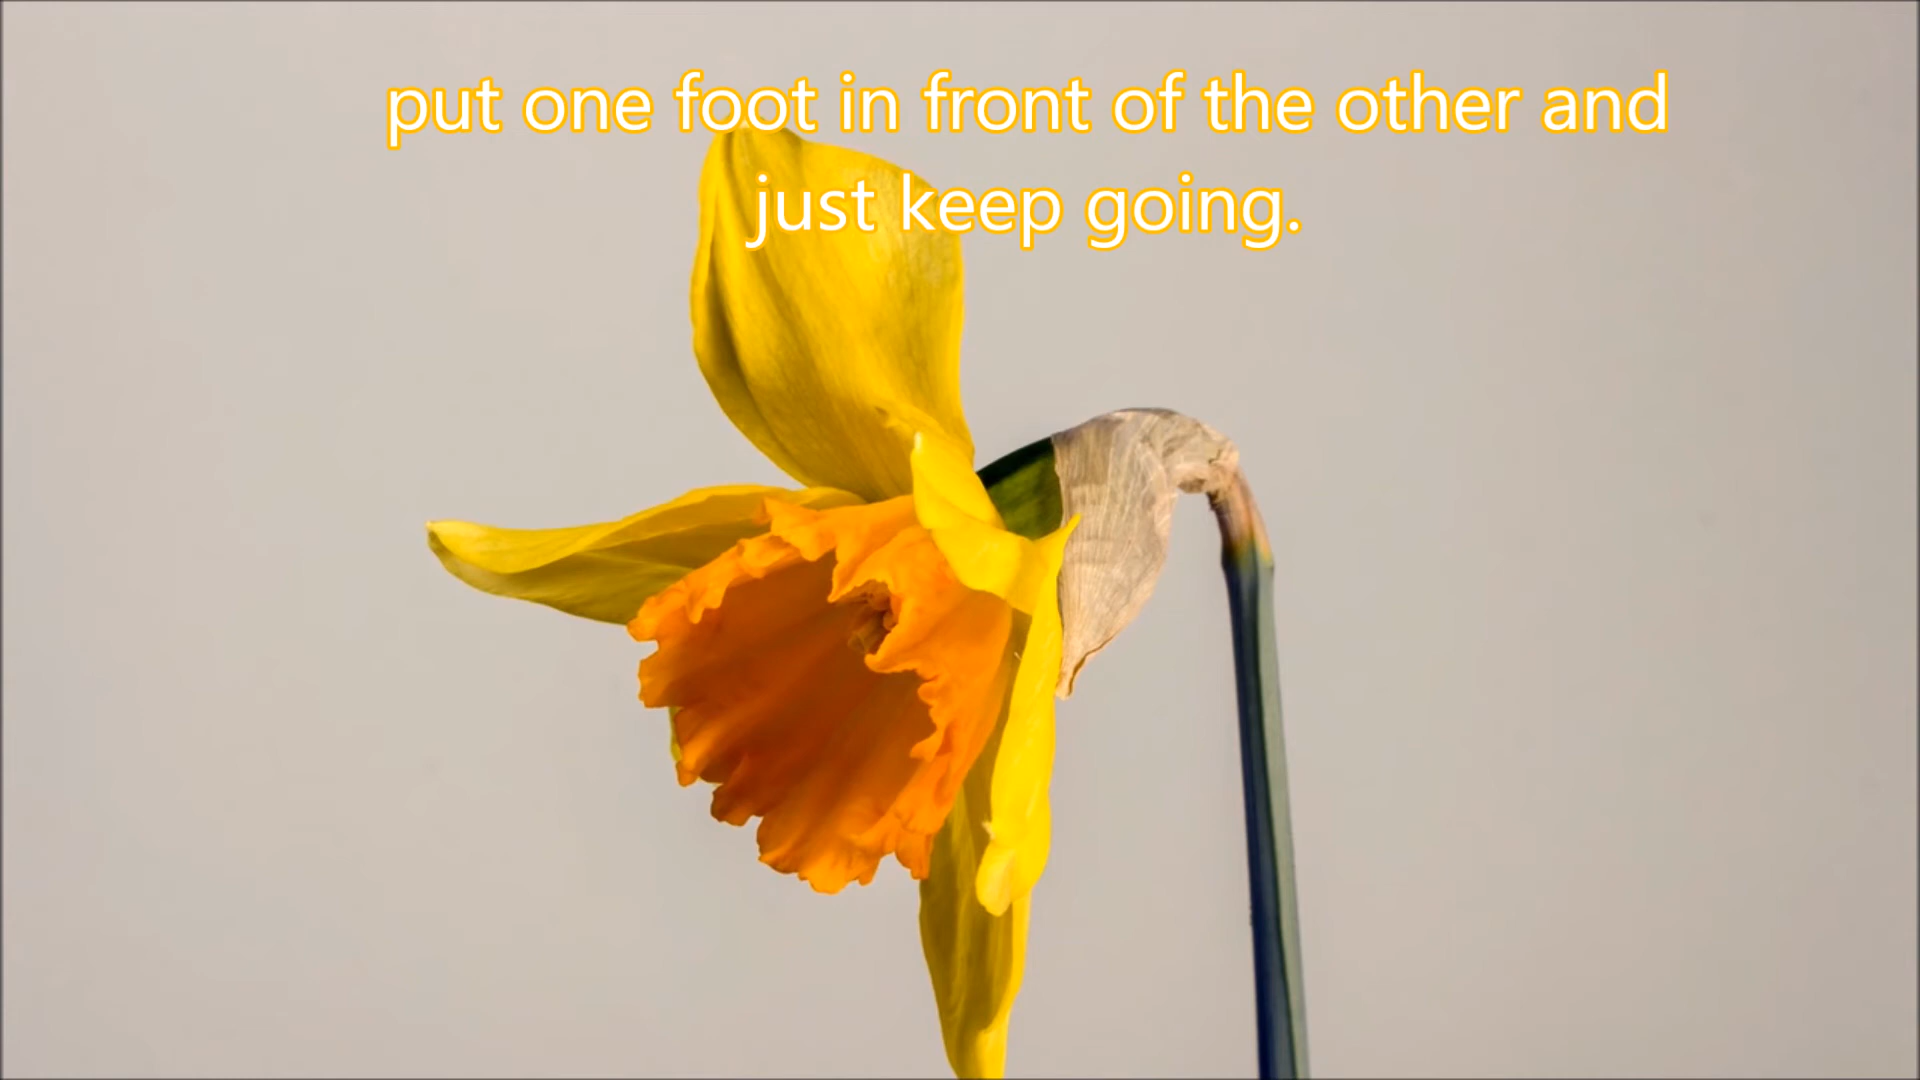 put one foot in front of the other and
just keep going.